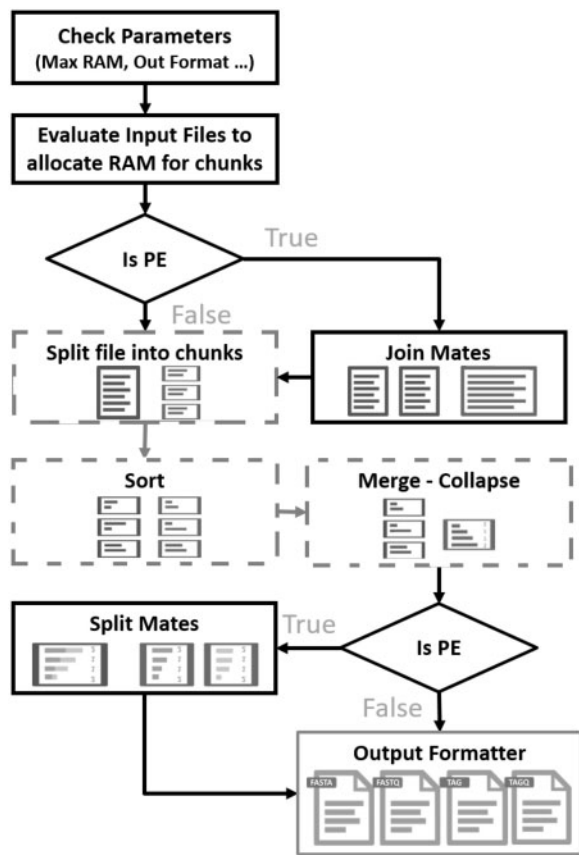 Check Parameters
(Max RAM, Out Format ...)
Evaluate Input Files to
allocate RAM for chunks
Is PE
True
False
Split file into chunks
Join Mates
Sort
Merge - Collapse
Split Mates
True
Is PE
False
Output Formatter
FASTA
FASTQ
TAG
TAGQ